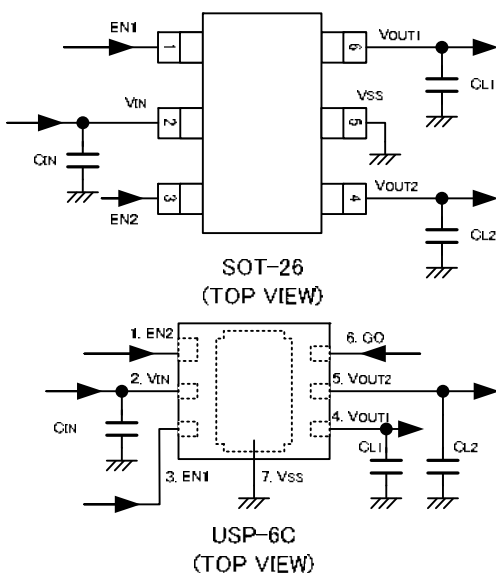 EN1
1
6
VOUT1
CL1
VIN
2
5
VSS
CIN
EN2
3
4
VOUT2
CL2
SOT-26
(TOP VIEW)
1. EN2
6. GO
2. VIN
5. VOUT2
CIN
4. VOUT1
CL1
CL2
3. EN1
7. VSS
USP-6C
(TOP VIEW)